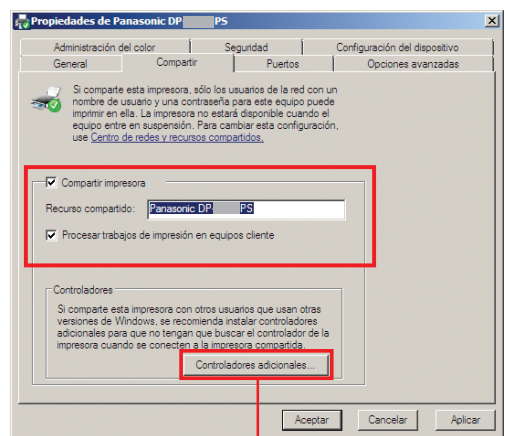 Propiedades de Panasonic DP PS
Administración del color Seguridad Configuración del dispositivo
General Compartir Puertos Opciones avanzadas
Si comparte esta impresora, sólo los usuarios de la red con un
nombre de usuario y una contraseña para este equipo puede
imprimir en ella. La impresora no estará disponible cuando el
equipo entre en suspensión. Para cambiar esta configuración,
use Centro de redes y recursos compartidos.
Compartir impresora
Recurso compartido: Panasonic DP PS
Procesar trabajos de impresión en equipos cliente
Controladores
Si comparte esta impresora con otros usuarios que usan otras
versiones de Windows, se recomienda instalar controladores
adicionales para que no tengan que buscar el controlador de la
impresora cuando se conecten a la impresora compartida.
Controladores adicionales...
Aceptar Cancelar Aplicar